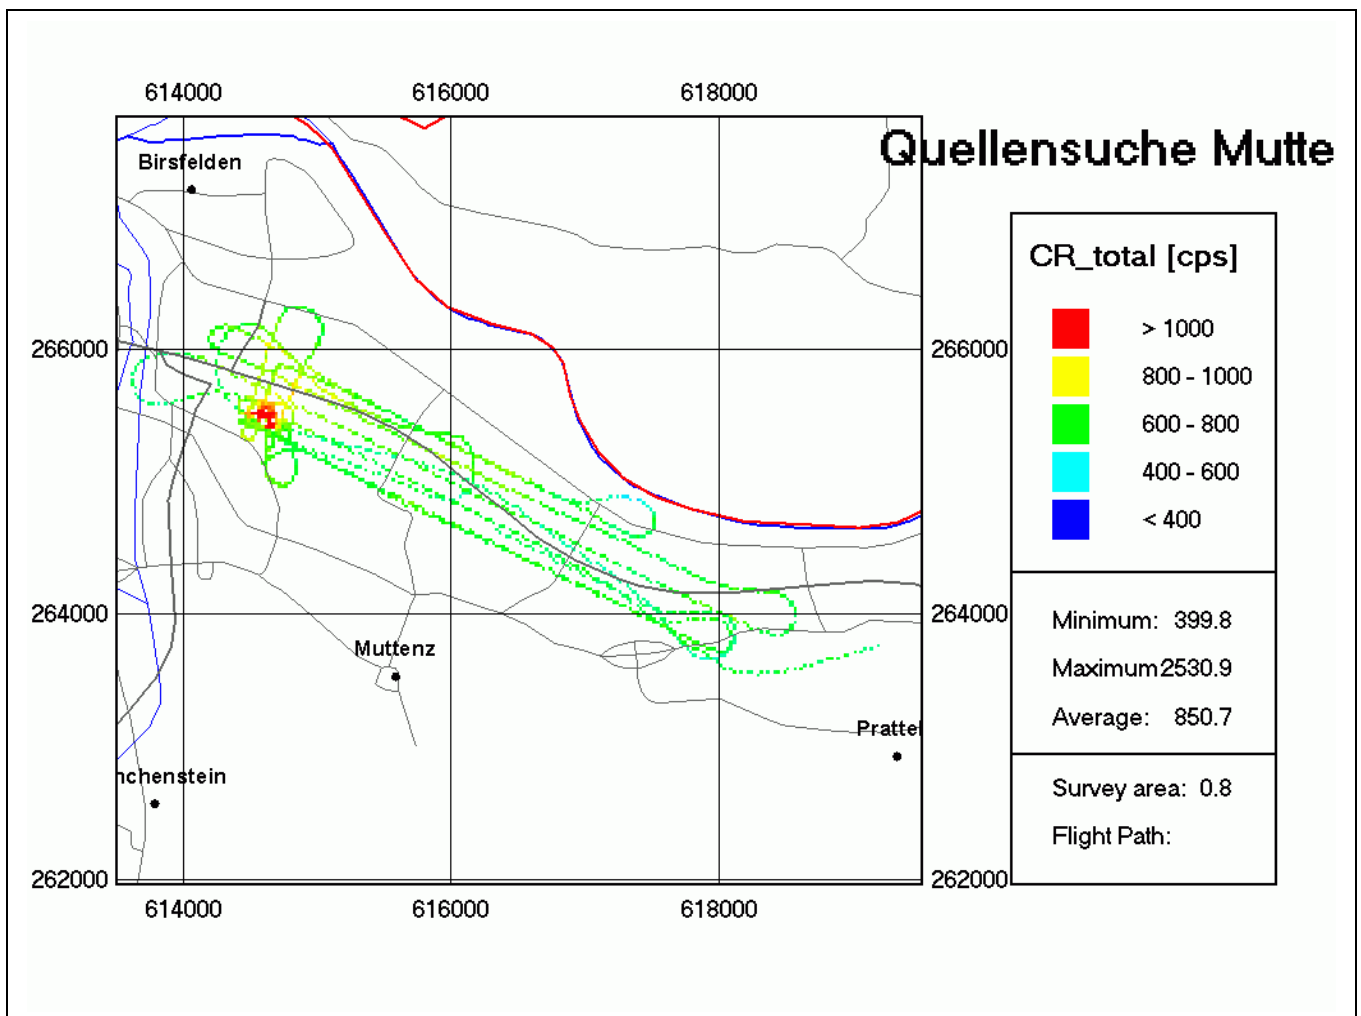 614000 616000 618000
Quellensuche Mutte
Birsfelden
CR_total [cps]
> 1000
266000 266000
800 - 1000
600 - 800
400 - 600
< 400
264000 264000
Minimum: 399.8
Muttenz
Maximum2530.9
Average: 850.7
Prattel
nchenstein
Survey area: 0.8
Flight Path:
262000 262000
614000 616000 618000